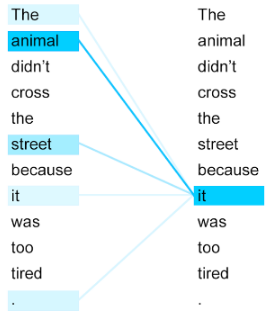 The The
animal animal
didn't didn't
cross cross
the the
street street
because because
it it
was was
too too
tired tired
. .